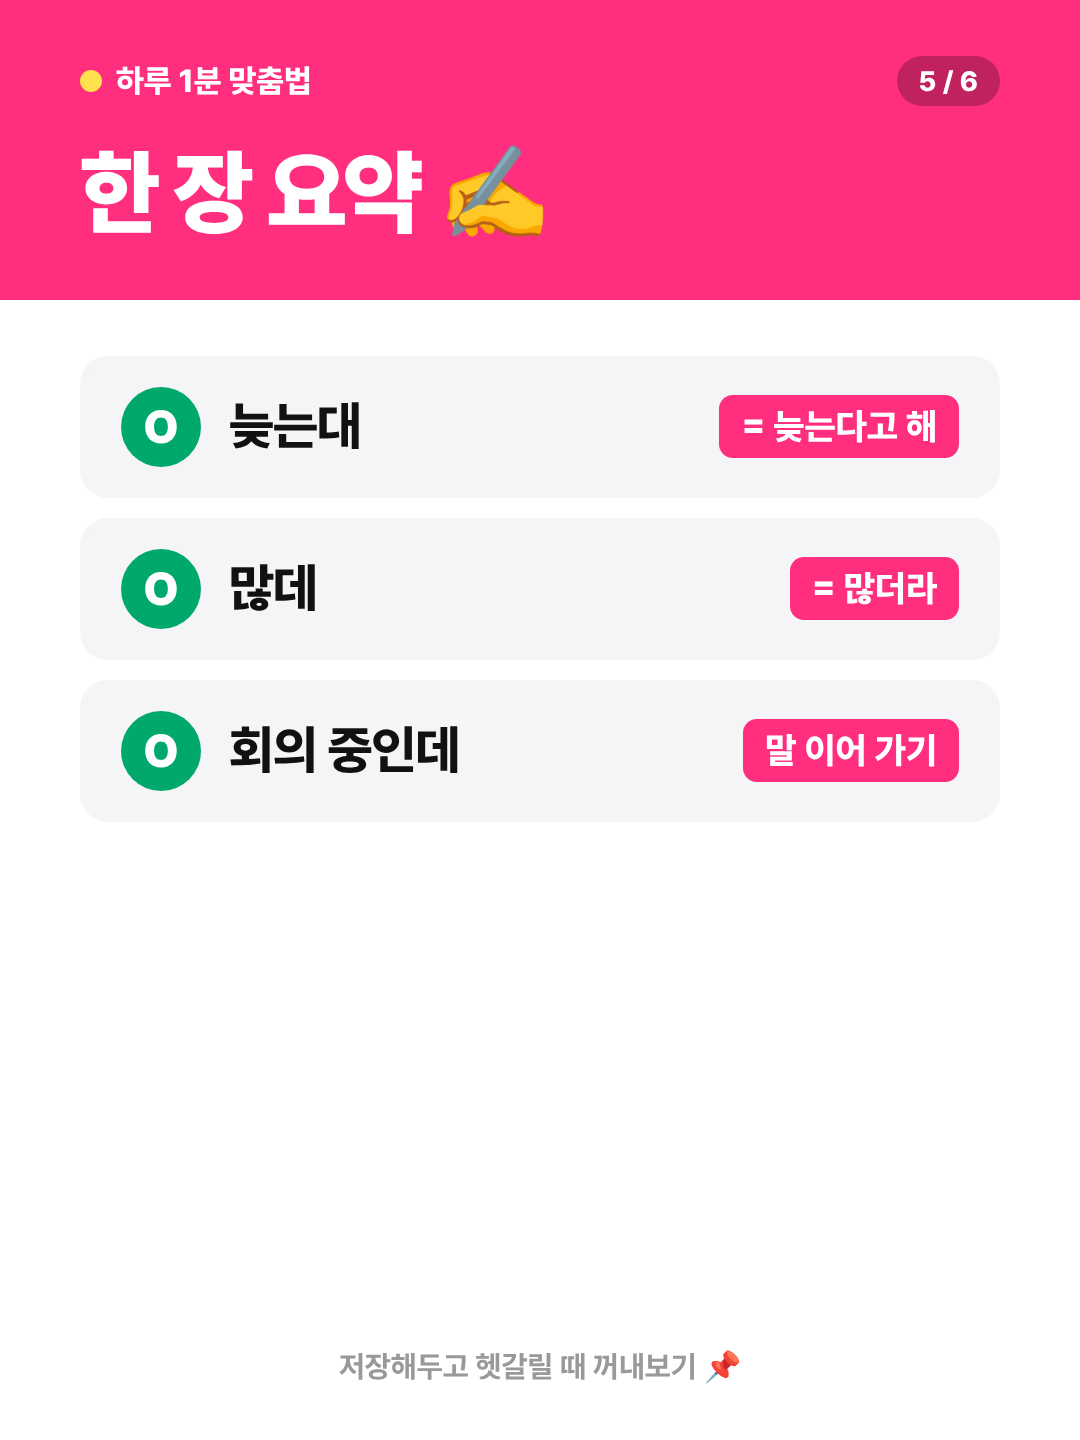 하루 1분 맞춤법
5 / 6
한 장 요약 ✍️
O 늦는대 = 늦는다고 해
O 많데 = 많더라
O 회의 중인데 말 이어 가기
저장해두고 헷갈릴 때 꺼내보기 📌